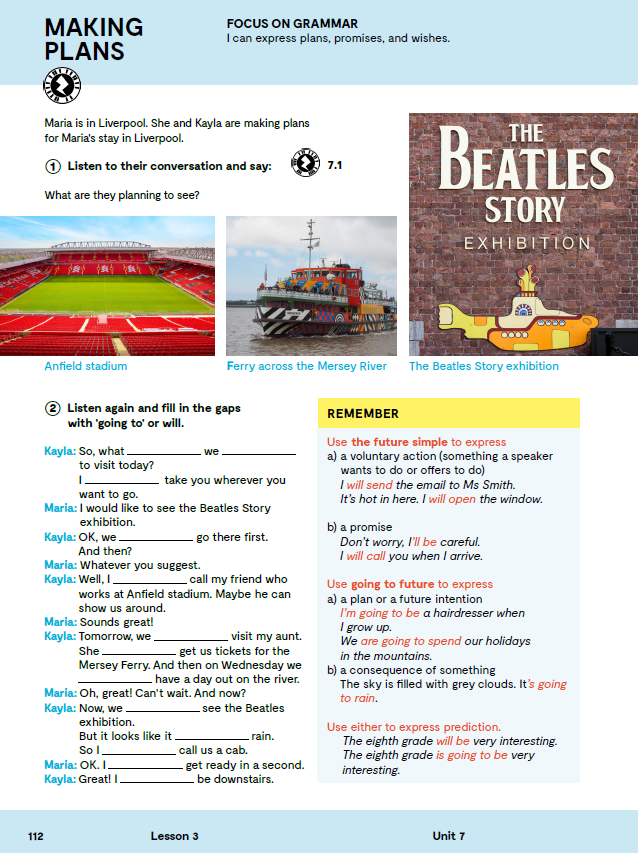 MAKING
PLANS
FOCUS ON GRAMMAR
I can express plans, promises, and wishes.
Maria is in Liverpool. She and Kayla are making plans
for Maria's stay in Liverpool.
1 Listen to their conversation and say:
7.1
What are they planning to see?
THE
BEATLES
STORY
EXHIBITION
Anfield stadium
Ferry across the Mersey River
The Beatles Story exhibition
2 Listen again and fill in the gaps
with 'going to' or will.
Kayla: So, what ____________ we ____________
to visit today?
I ____________ take you wherever you
want to go.
Maria: I would like to see the Beatles Story
exhibition.
Kayla: OK, we ____________ go there first.
And then?
Maria: Whatever you suggest.
Kayla: Well, I ____________ call my friend who
works at Anfield stadium. Maybe he can
show us around.
Maria: Sounds great!
Kayla: Tomorrow, we ____________ visit my aunt.
She ____________ get us tickets for the
Mersey Ferry. And then on Wednesday we
____________ have a day out on the river.
Maria: Oh, great! Can't wait. And now?
Kayla: Now, we ____________ see the Beatles
exhibition.
But it looks like it ____________ rain.
So I ____________ call us a cab.
Maria: OK. I ____________ get ready in a second.
Kayla: Great! I ____________ be downstairs.
REMEMBER
Use the future simple to express
a) a voluntary action (something a speaker
wants to do or offers to do)
I will send the email to Ms Smith.
It's hot in here. I will open the window.
b) a promise
Don't worry, I'll be careful.
I will call you when I arrive.
Use going to future to express
a) a plan or a future intention
I'm going to be a hairdresser when
I grow up.
We are going to spend our holidays
in the mountains.
b) a consequence of something
The sky is filled with grey clouds. It's going
to rain.
Use either to express prediction.
The eighth grade will be very interesting.
The eighth grade is going to be very
interesting.
112
Lesson 3
Unit 7